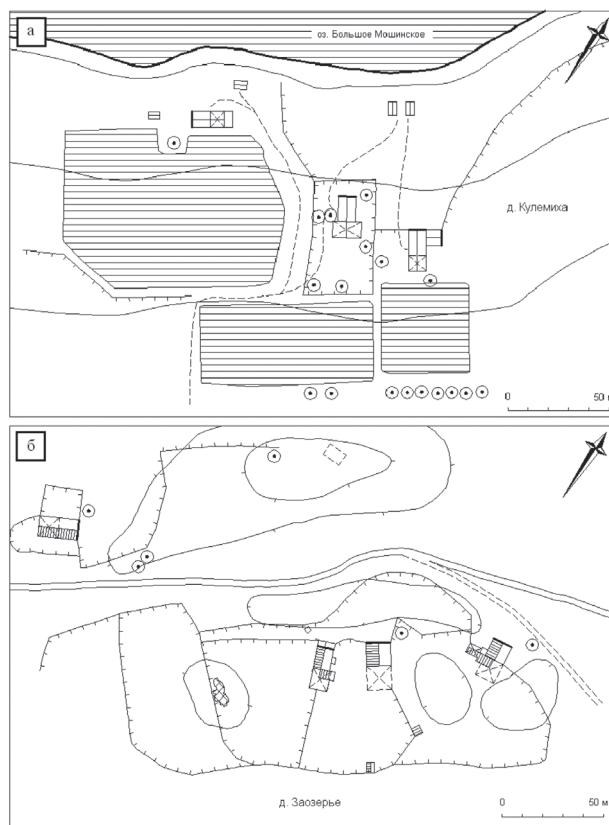 а
оз. Большое Мошинское
д. Кулемиха
0 50 м
б
д. Заозерье
0 50 м